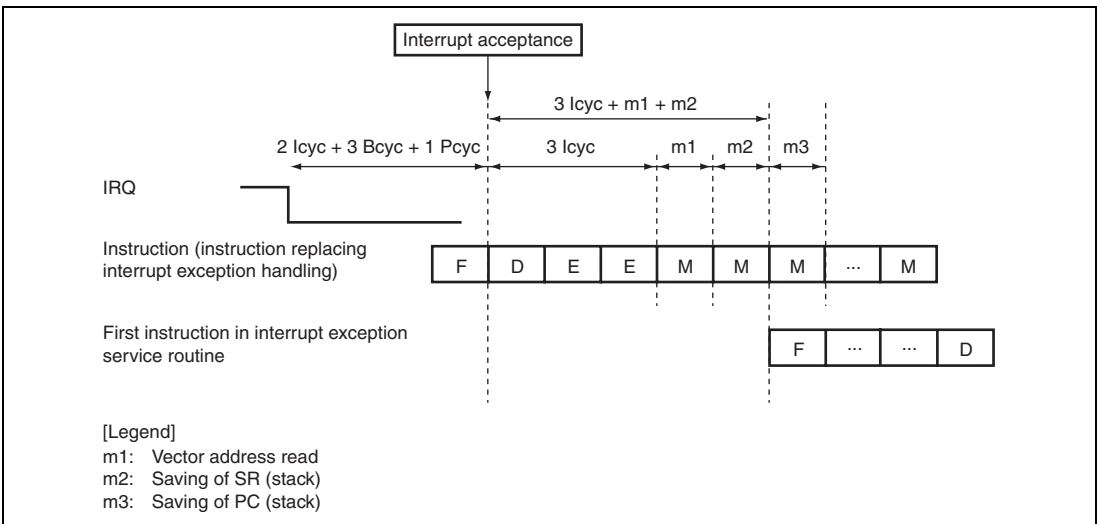 Interrupt acceptance
3 Icyc + m1 + m2
2 Icyc + 3 Bcyc + 1 Pcyc
3 Icyc
m1
m2
m3
IRQ
Instruction (instruction replacing
interrupt exception handling)
F D E E M M M ... M
First instruction in interrupt exception
service routine
F ... ... D
[Legend]
m1: Vector address read
m2: Saving of SR (stack)
m3: Saving of PC (stack)